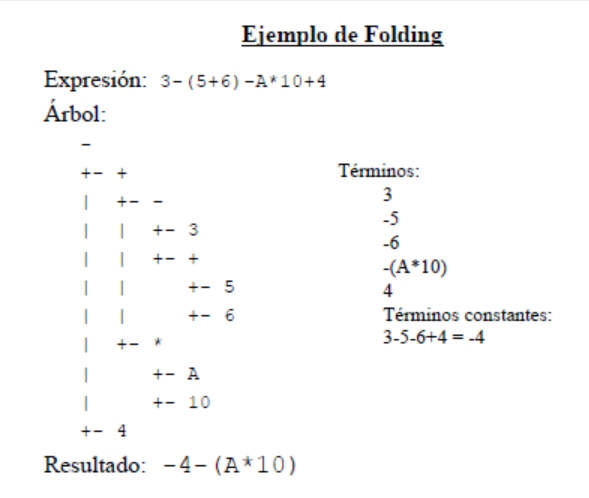 Ejemplo de Folding
Expresión: 3-(5+6)-A*10+4
Árbol:
-
+- +
|  +- -
|  |  +- 3
|  |  +- +
|  |     +- 5
|  |     +- 6
|  +- *
|     +- A
|     +- 10
+- 4
Términos:
3
-5
-6
-(A*10)
4
Términos constantes:
3-5-6+4 = -4
Resultado: -4-(A*10)